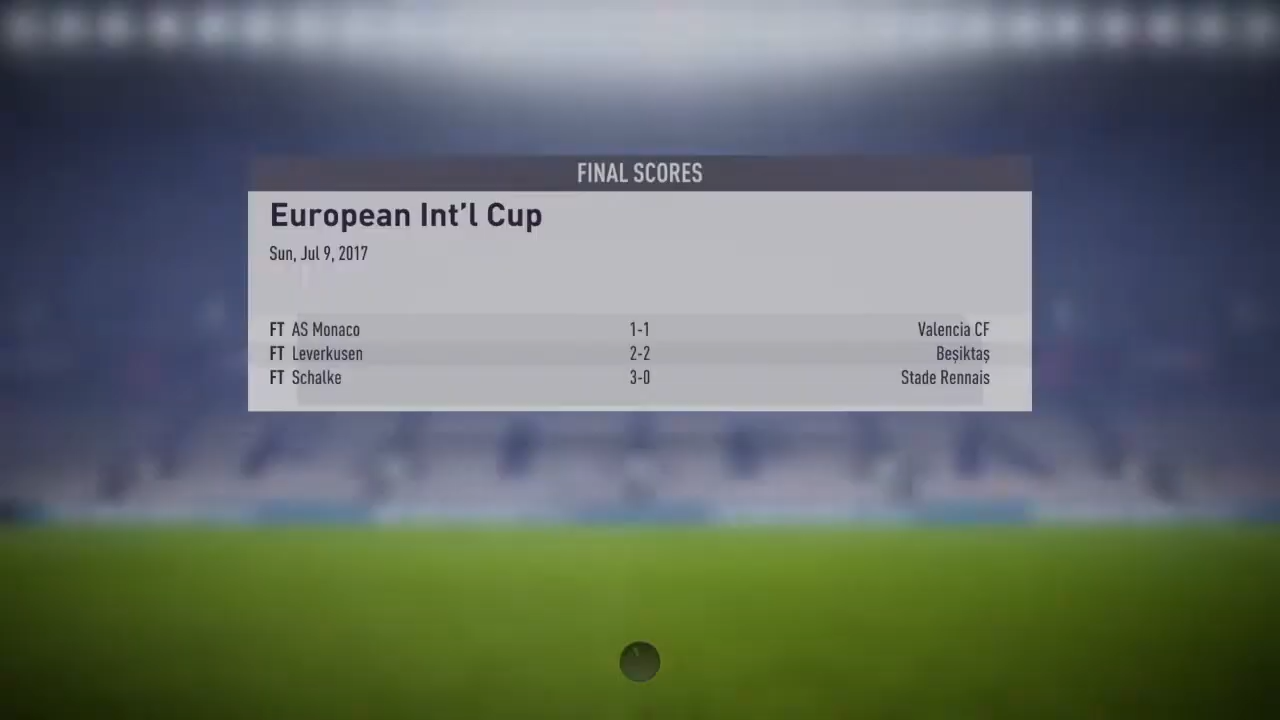 FINAL SCORES
European Int'l Cup
Sun, Jul 9, 2017
FT AS Monaco 1-1 Valencia CF
FT Leverkusen 2-2 Beşiktaş
FT Schalke 3-0 Stade Rennais